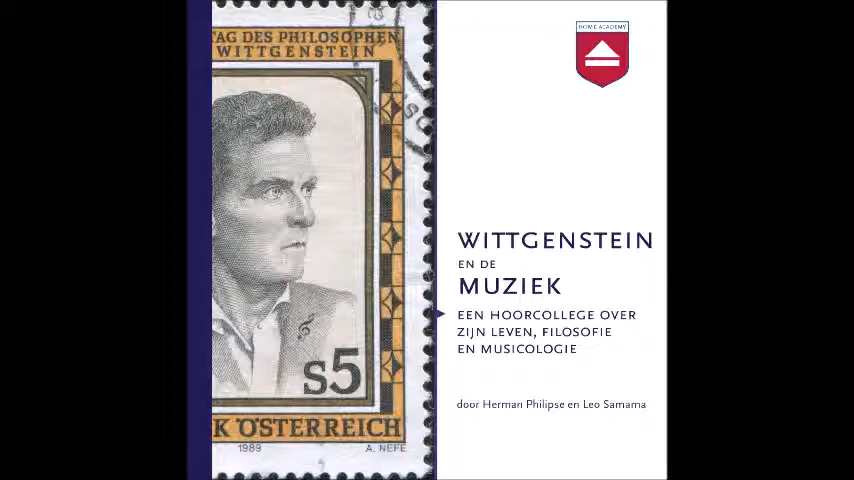 TAG DES PHILOSOPHEN
WITTGENSTEIN
S5
K ÖSTERREICH
1989
A. NEFE
HOME ACADEMY
WITTGENSTEIN
EN DE
MUZIEK
EEN HOORCOLLEGE OVER
ZIJN LEVEN, FILOSOFIE
EN MUSICOLOGIE
door Herman Philipse en Leo Samama